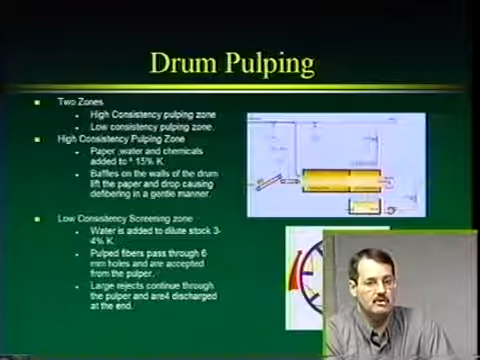 Drum Pulping
Two Zones
High Consistency pulping zone
Low consistency pulping zone.
High Consistency Pulping Zone
Paper ,water and chemicals
added to ~ 15% K.
Baffles on the walls of the drum
lift the paper and drop causing
defibering in a gentle manner.
Low Consistency Screening zone
Water is added to dilute stock 3-
4% K.
Pulped fibers pass through 6
mm holes and are accepted
from the pulper.
Large rejects continue through
the pulper and are4 discharged
at the end.